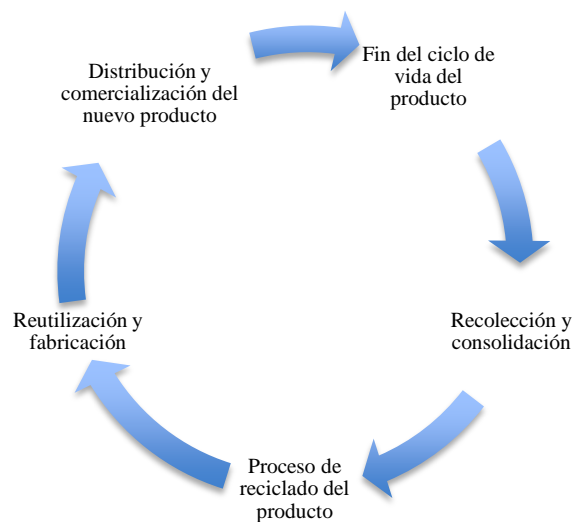 Fin del ciclo de
vida del
producto
Recolección y
consolidación
Proceso de
reciclado del
producto
Reutilización y
fabricación
Distribución y
comercialización del
nuevo producto